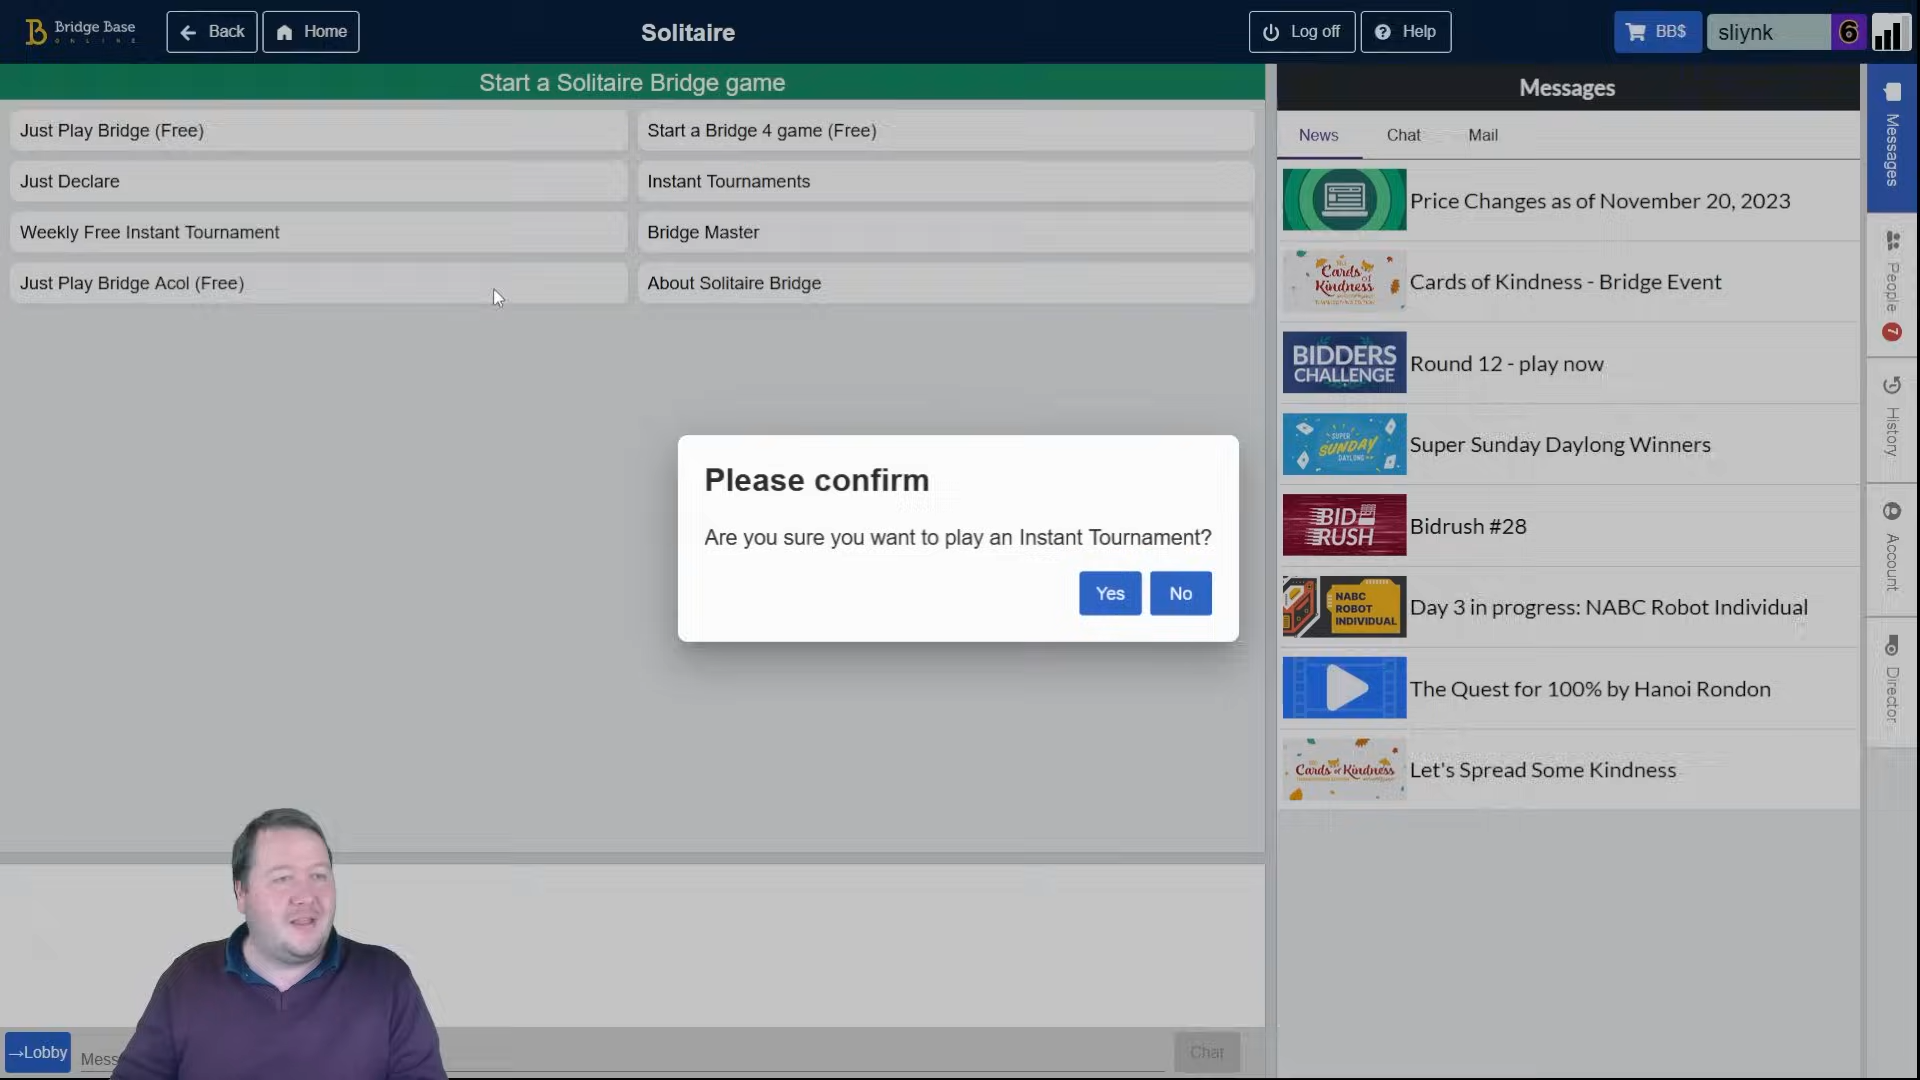 Bridge Base
ONLINE
Back
Home
Solitaire
Log off
Help
BB$
sliynk
6
Start a Solitaire Bridge game
Just Play Bridge (Free)
Start a Bridge 4 game (Free)
Just Declare
Instant Tournaments
Weekly Free Instant Tournament
Bridge Master
Just Play Bridge Acol (Free)
About Solitaire Bridge
Please confirm
Are you sure you want to play an Instant Tournament?
Yes
No
→Lobby
Mess
Chat
Messages
News
Chat
Mail
Price Changes as of November 20, 2023
Cards of
Kindness
Cards of Kindness - Bridge Event
BIDDERS
CHALLENGE
Round 12 - play now
SUPER
SUNDAY
DAYLONG
Super Sunday Daylong Winners
BID
RUSH
Bidrush #28
NABC
ROBOT
INDIVIDUAL
Day 3 in progress: NABC Robot Individual
The Quest for 100% by Hanoi Rondon
Cards of Kindness
Let's Spread Some Kindness
Messages
People
7
History
Account
Director